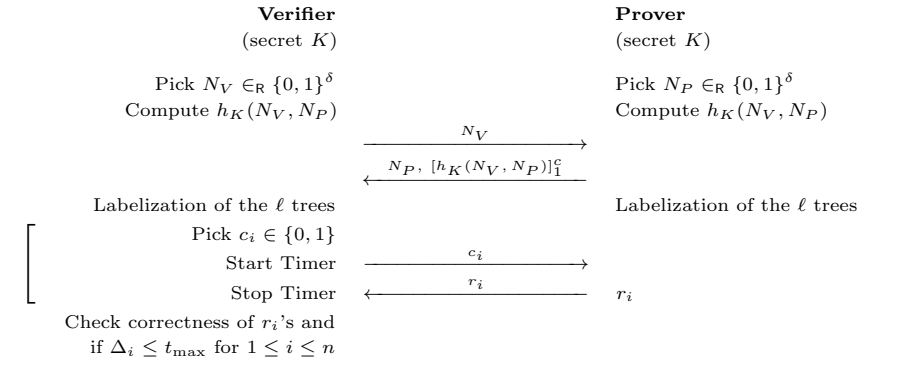 Verifier Prover
(secret K) (secret K)
Pick N_V ∈_R {0, 1}^δ Pick N_P ∈_R {0, 1}^δ
Compute h_K(N_V, N_P) Compute h_K(N_V, N_P)
N_V
N_P, [h_K(N_V, N_P)]_1^c
Labelization of the ℓ trees Labelization of the ℓ trees
Pick c_i ∈ {0, 1}
Start Timer c_i
Stop Timer r_i r_i
Check correctness of r_i's and
if Δ_i ≤ t_max for 1 ≤ i ≤ n